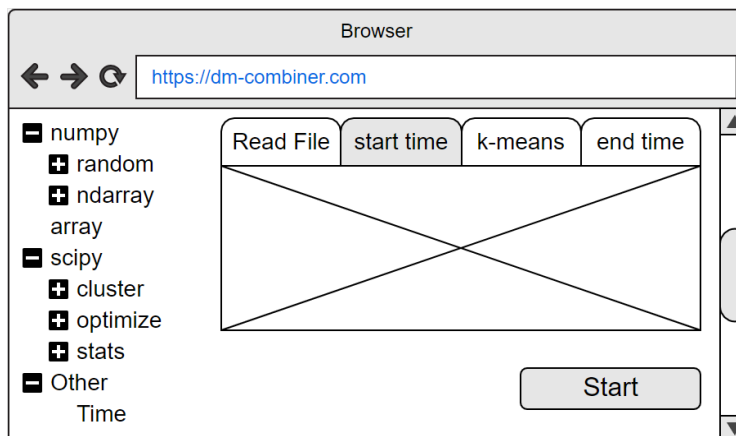 Browser
https://dm-combiner.com
numpy
random
ndarray
array
scipy
cluster
optimize
stats
Other
Time
Read File start time k-means end time
Start